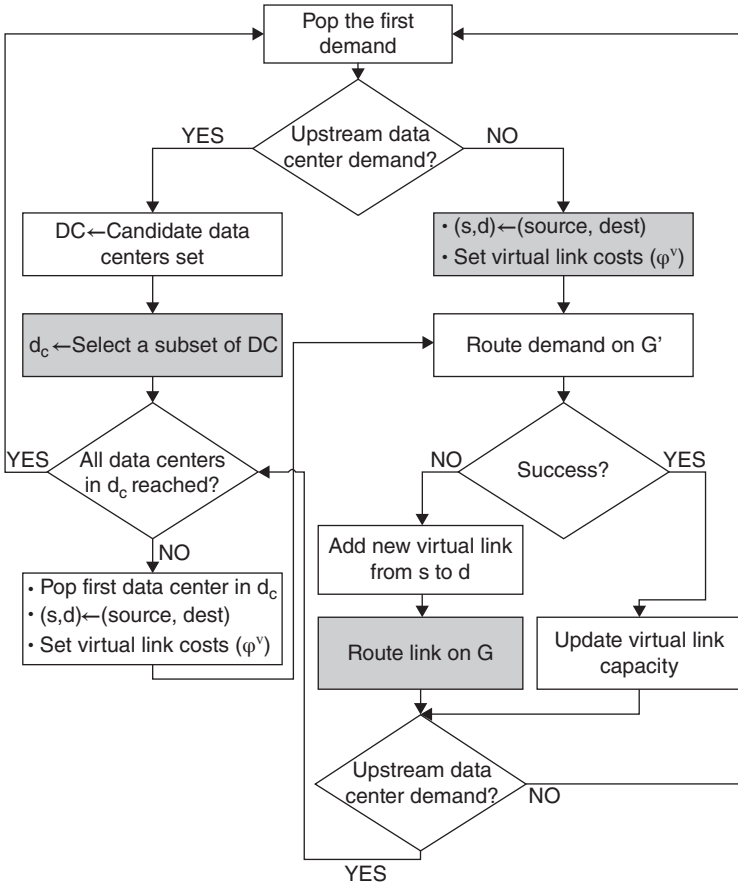 Pop the first
demand
YES
Upstream data
center demand?
NO
DC←Candidate data
centers set
• (s,d)←(source, dest)
• Set virtual link costs (φᵛ)
d_c←Select a subset of DC
Route demand on G'
YES
All data centers
in d_c reached?
NO
Success?
YES
NO
Add new virtual link
from s to d
• Pop first data center in d_c
• (s,d)←(source, dest)
• Set virtual link costs (φᵛ)
Route link on G
Update virtual link
capacity
Upstream data
center demand?
NO
YES